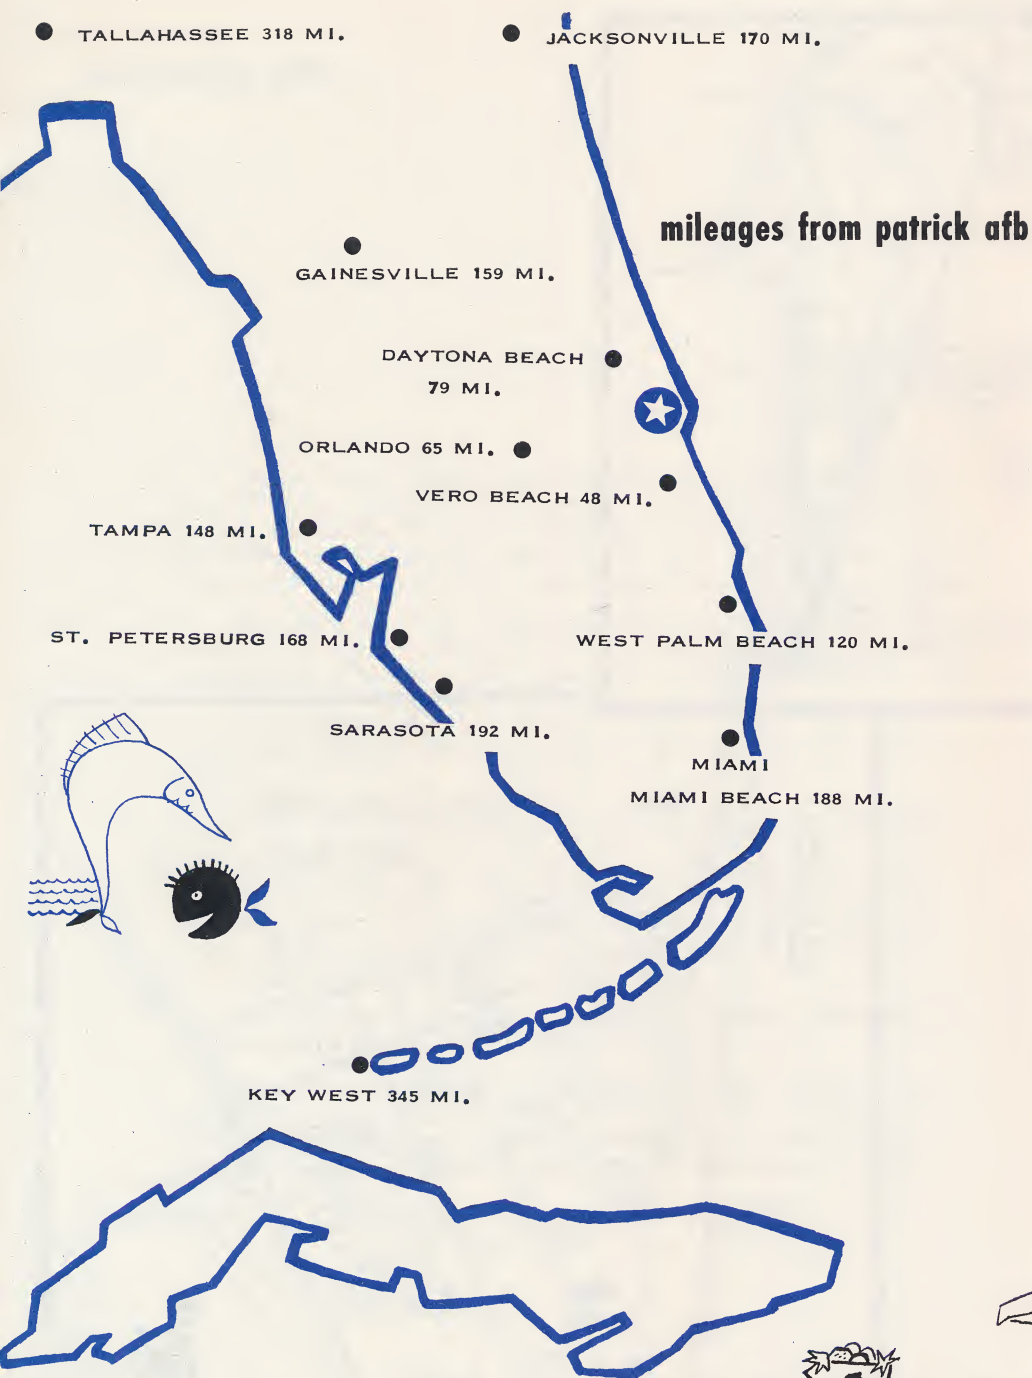 TALLAHASSEE 318 MI.
JACKSONVILLE 170 MI.
mileages from patrick afb
GAINESVILLE 159 MI.
DAYTONA BEACH
79 MI.
ORLANDO 65 MI.
VERO BEACH 48 MI.
TAMPA 148 MI.
ST. PETERSBURG 168 MI.
WEST PALM BEACH 120 MI.
SARASOTA 192 MI.
MIAMI
MIAMI BEACH 188 MI.
KEY WEST 345 MI.